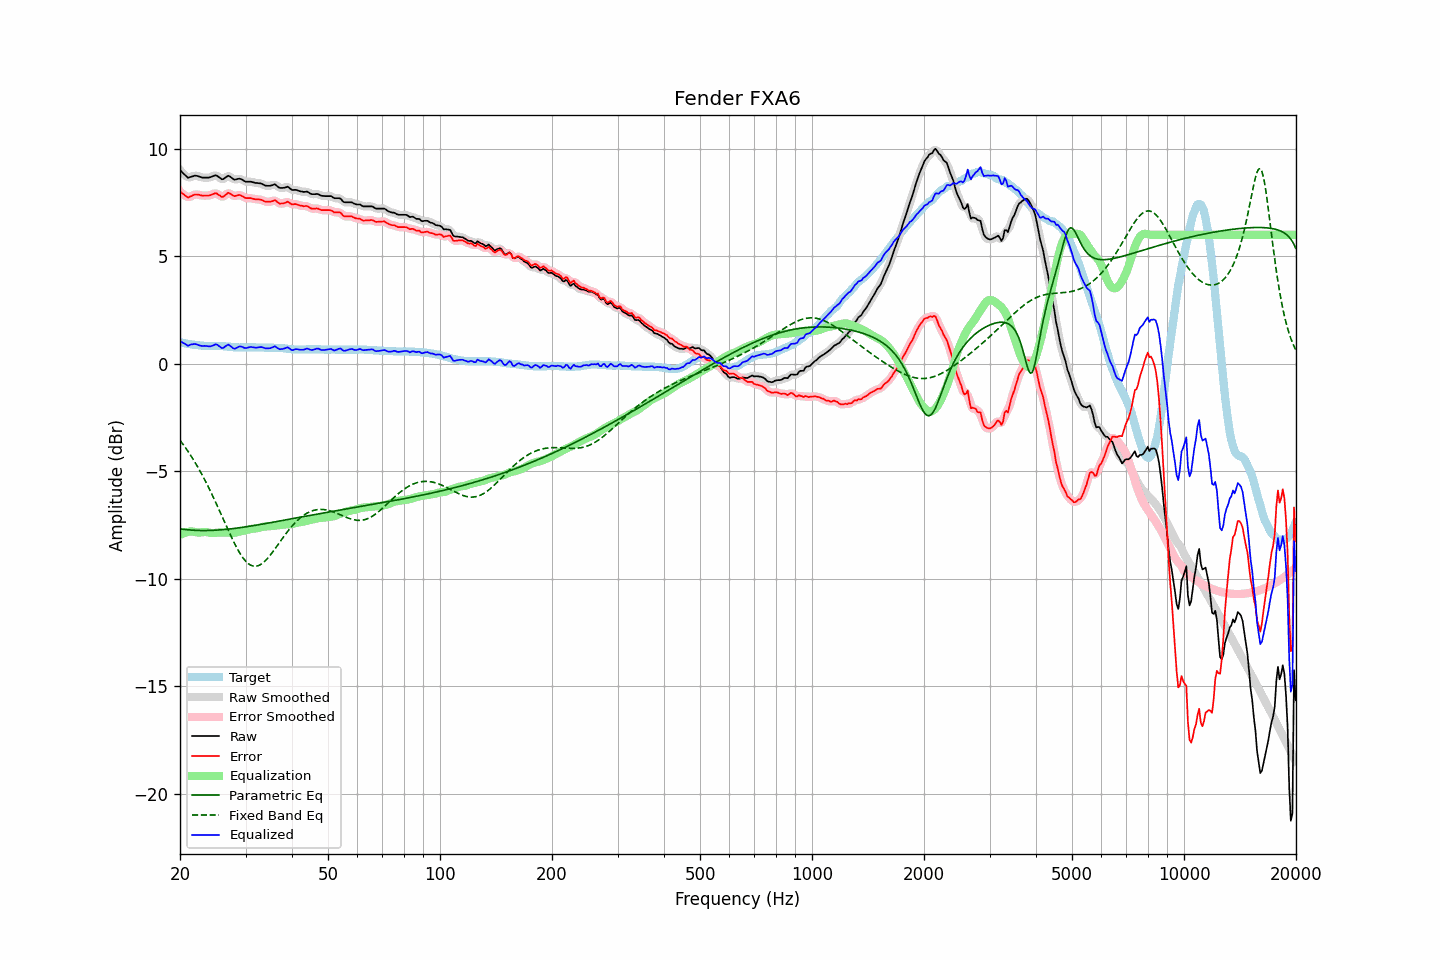 Fender FXA6
Amplitude (dBr)
10
5
0
−5
−10
−15
−20
Target
Raw Smoothed
Error Smoothed
Raw
Error
Equalization
Parametric Eq
Fixed Band Eq
Equalized
20 50 100 200 500 1000 2000 5000 10000 20000
Frequency (Hz)